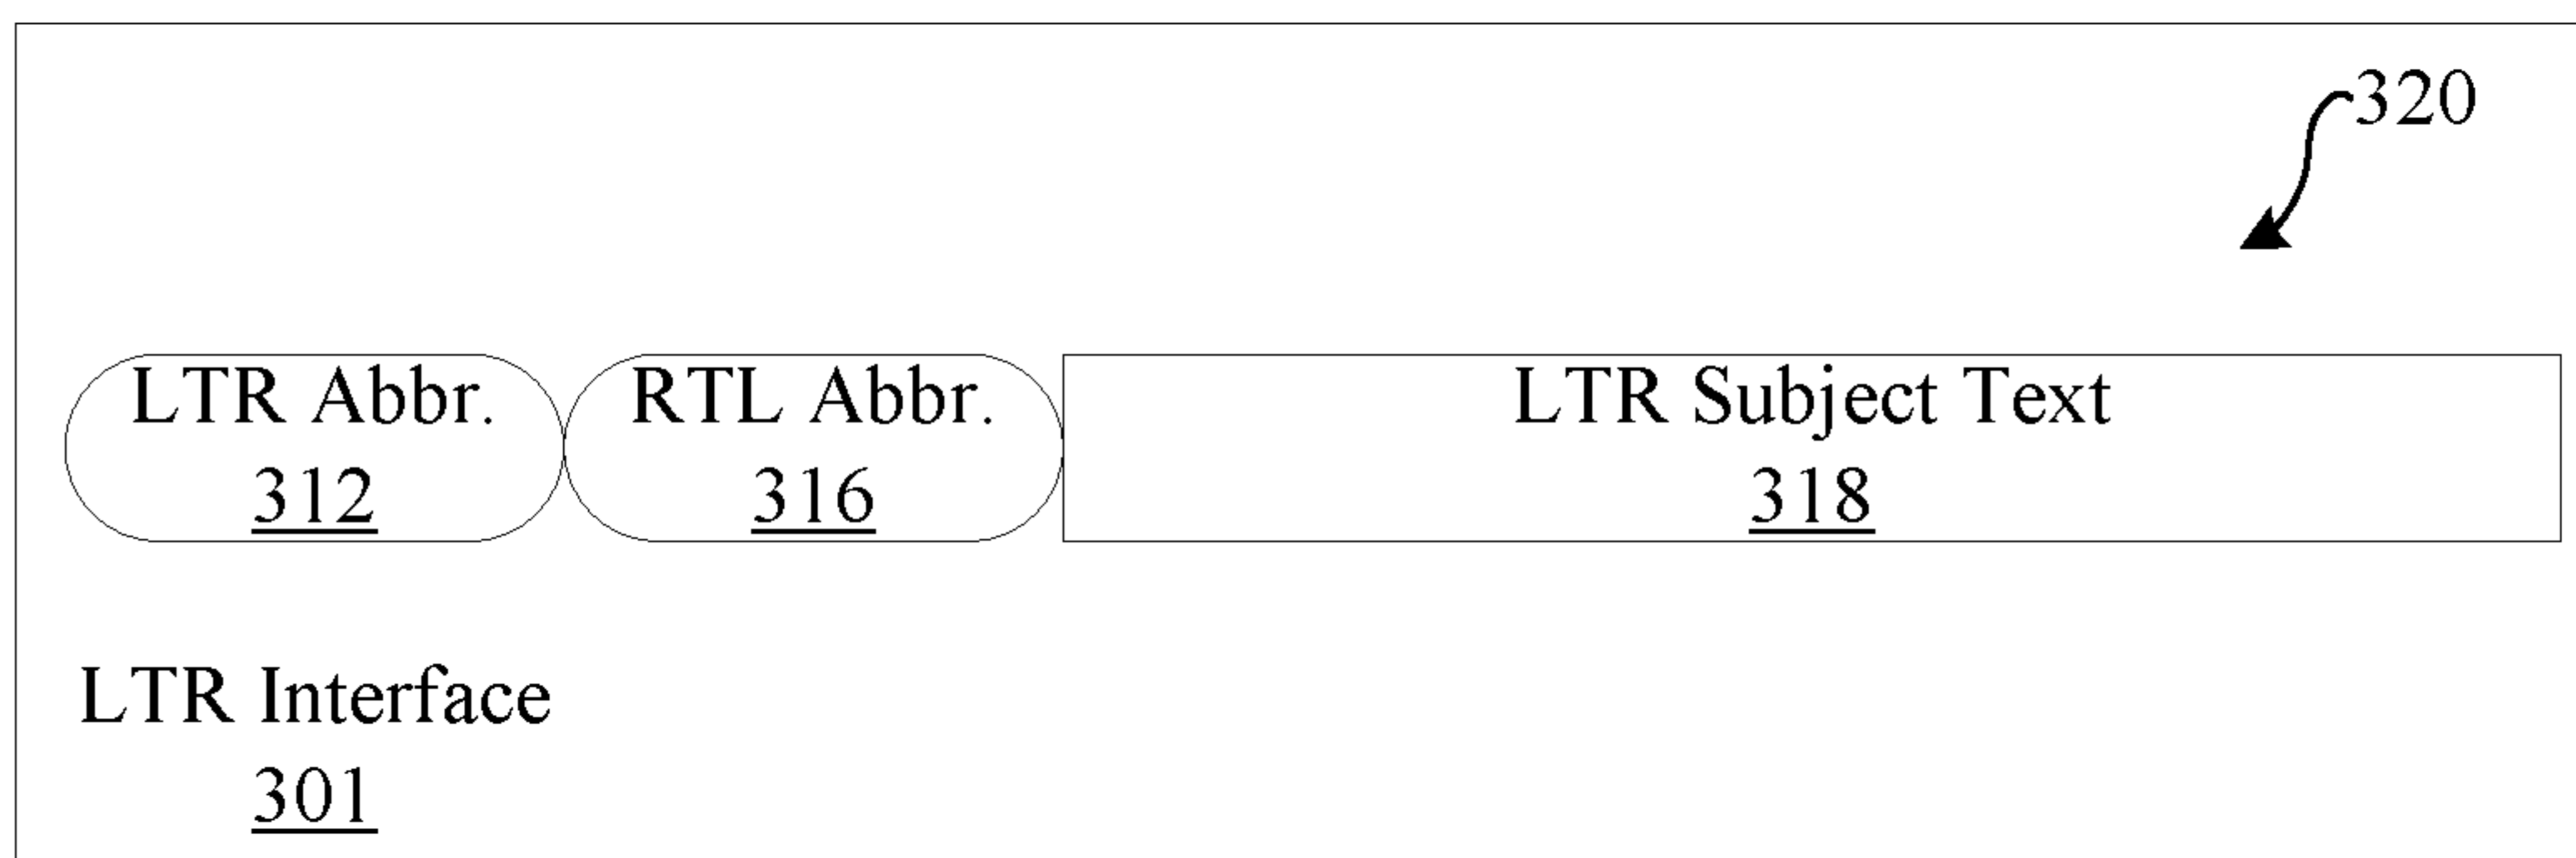 320
LTR Abbr.
312
RTL Abbr.
316
LTR Subject Text
318
LTR Interface
301